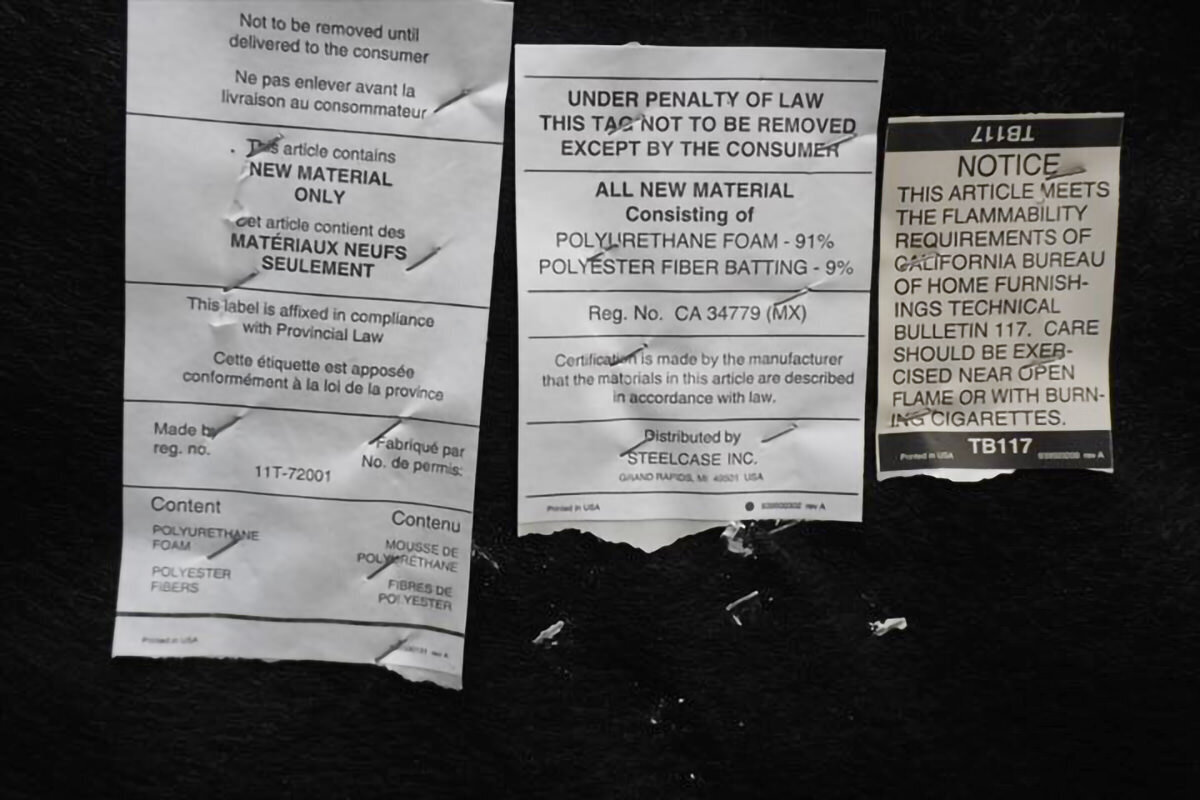 Not to be removed until
delivered to the consumer
Ne pas enlever avant la
livraison au consommateur
This article contains
NEW MATERIAL
ONLY
Cet article contient des
MATÉRIAUX NEUFS
SEULEMENT
This label is affixed in compliance
with Provincial Law
Cette étiquette est apposée
conformément à la loi de la province
Made by
reg. no.
Fabriqué par
No. de permis:
11T-72001
Content
Contenu
POLYURETHANE
FOAM
MOUSSE DE
POLYURÉTHANE
POLYESTER
FIBERS
FIBRES DE
POLYESTER
Printed in USA
rev A
UNDER PENALTY OF LAW
THIS TAG NOT TO BE REMOVED
EXCEPT BY THE CONSUMER
ALL NEW MATERIAL
Consisting of
POLYURETHANE FOAM - 91%
POLYESTER FIBER BATTING - 9%
Reg. No. CA 34779 (MX)
Certification is made by the manufacturer
that the materials in this article are described
in accordance with law.
Distributed by
STEELCASE INC.
GRAND RAPIDS, MI 49501 USA
Printed in USA
rev A
TB117
NOTICE
THIS ARTICLE MEETS
THE FLAMMABILITY
REQUIREMENTS OF
CALIFORNIA BUREAU
OF HOME FURNISH-
INGS TECHNICAL
BULLETIN 117. CARE
SHOULD BE EXER-
CISED NEAR OPEN
FLAME OR WITH BURN-
ING CIGARETTES.
Printed in USA
TB117
rev A